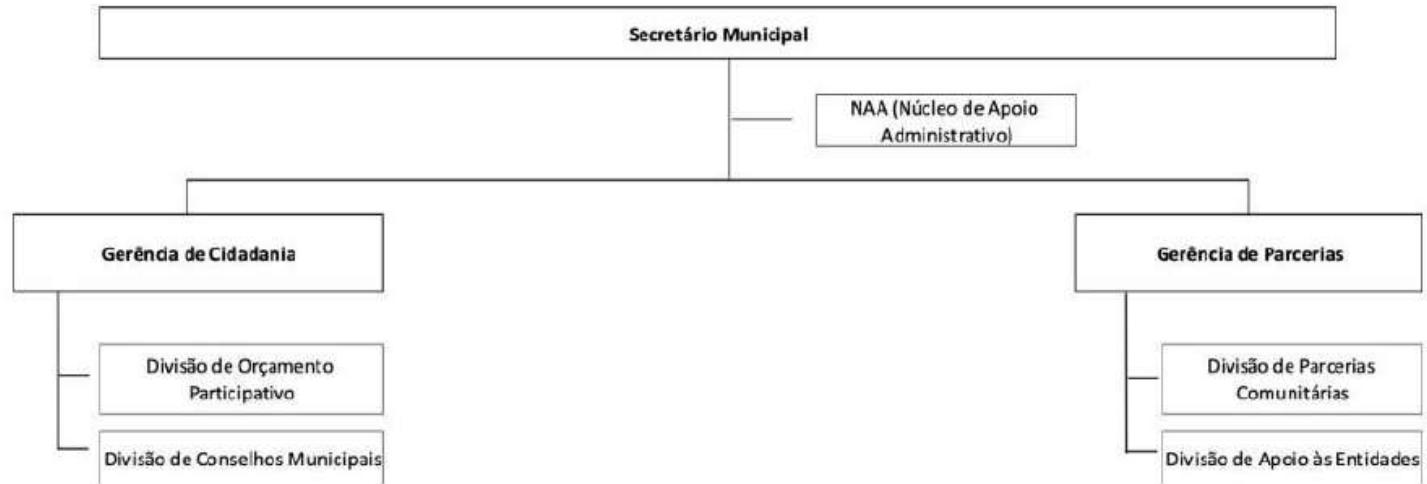 Secretário Municipal
NAA (Núcleo de Apoio
Administrativo)
Gerência de Cidadania
Gerência de Parcerias
Divisão de Orçamento
Participativo
Divisão de Parcerias
Comunitárias
Divisão de Conselhos Municipais
Divisão de Apoio às Entidades